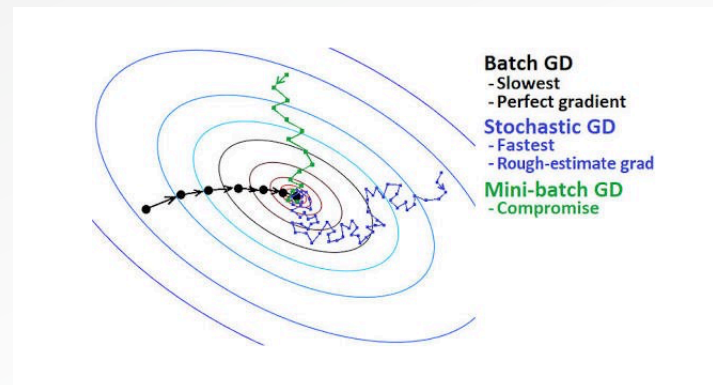 Batch GD
- Slowest
- Perfect gradient
Stochastic GD
- Fastest
- Rough-estimate grad
Mini-batch GD
- Compromise